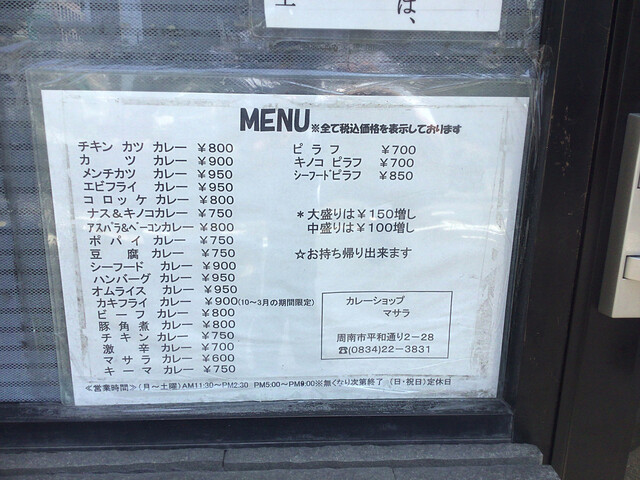 は、
MENU ※全て税込価格を表示しております
チキン カツ カレー ￥800
カ ツ カレー ￥900
メンチカツ カレー ￥950
エビフライ カレー ￥950
コロッケ カレー ￥800
ナス＆キノコカレー ￥750
アスパラ&ベーコンカレー ￥800
ポパイ カレー ￥750
豆腐 カレー ￥750
シーフード カレー ￥900
ハンバーグ カレー ￥950
オムライス カレー ￥950
カキフライ カレー ￥900(10～3月の期間限定)
ビーフ カレー ￥800
豚角煮 カレー ￥800
チキン カレー ￥750
激辛 カレー ￥700
マサラ カレー ￥600
キーマ カレー ￥750
ピラフ ￥700
キノコ ピラフ ￥700
シーフードピラフ ￥850
＊大盛りは￥150増し
中盛りは￥100増し
☆お持ち帰り出来ます
カレーショップ
マサラ
周南市平和通り2－28
☎(0834)22－3831
≪営業時間≫(月～土曜)AM11:30～PM2:30 PM5:00～PM9:00※無くなり次第終了 (日・祝日)定休日